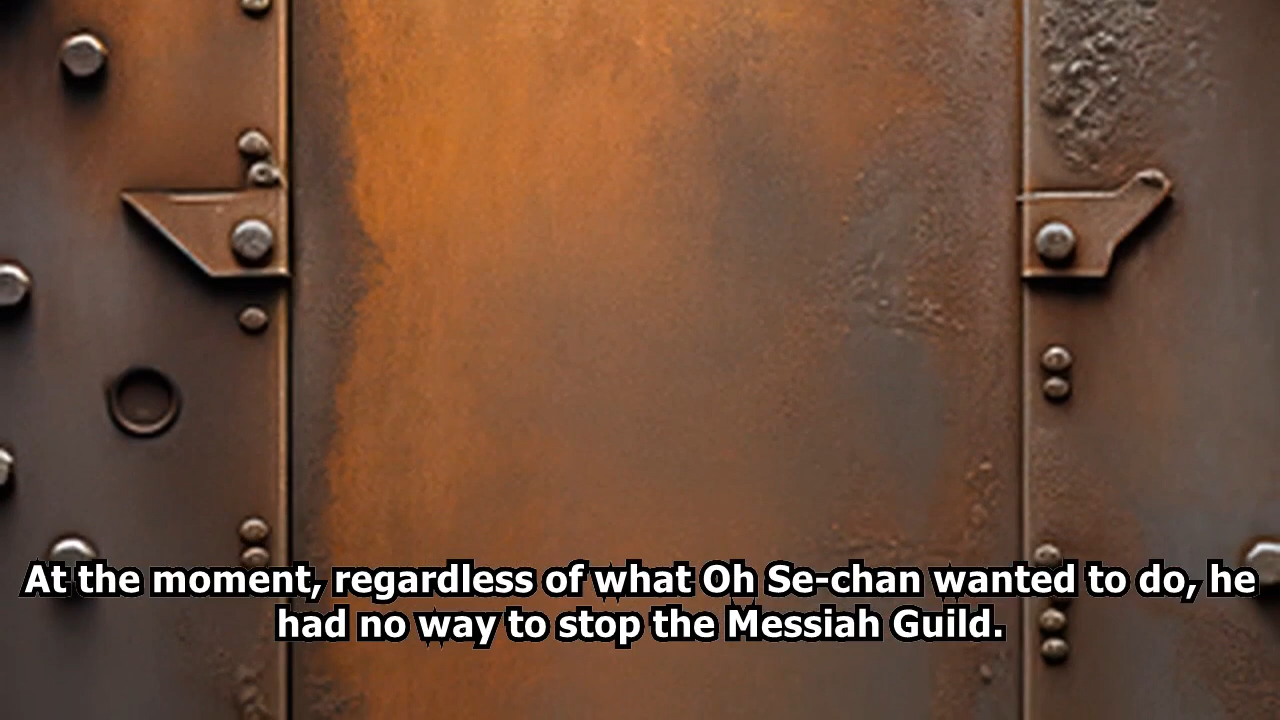 At the moment, regardless of what Oh Se-chan wanted to do, he
had no way to stop the Messiah Guild.